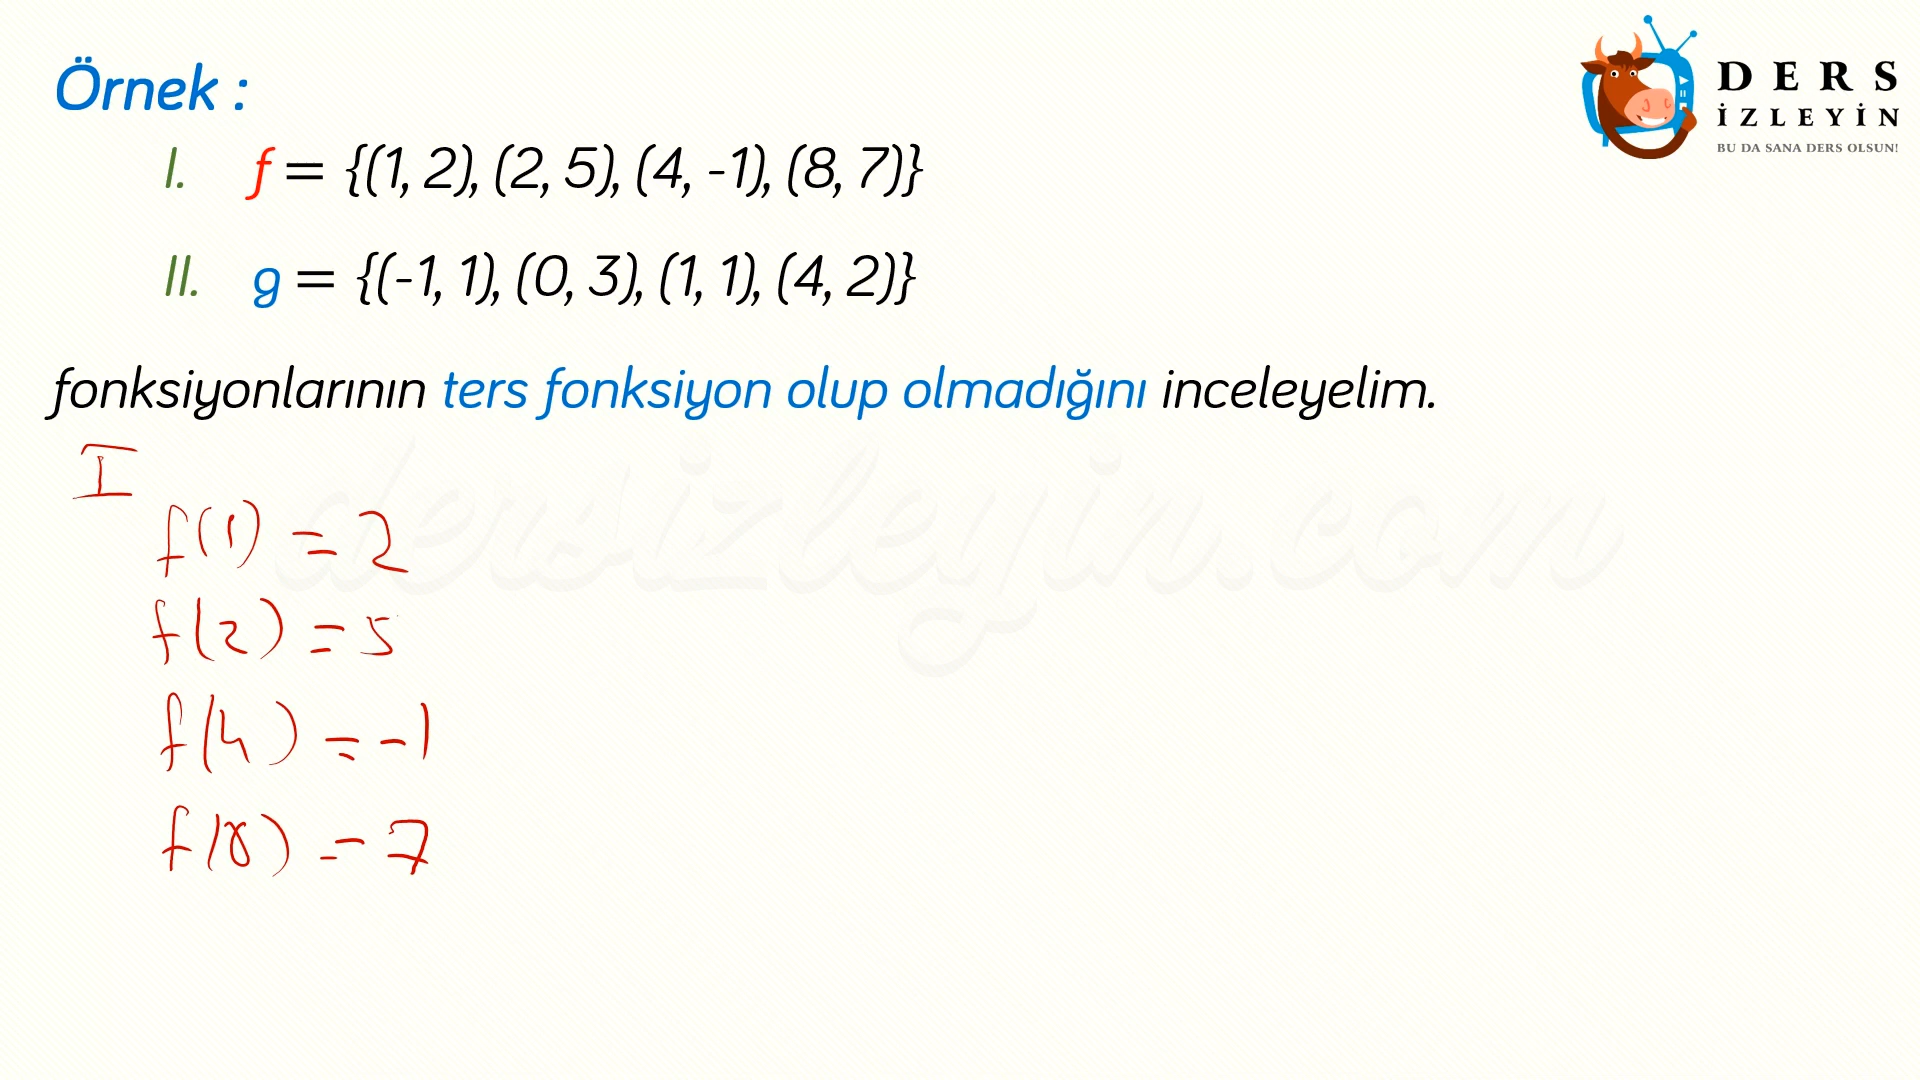 Örnek :
I. f = {(1, 2), (2, 5), (4, -1), (8, 7)}
II. g = {(-1, 1), (0, 3), (1, 1), (4, 2)}
fonksiyonlarının ters fonksiyon olup olmadığını inceleyelim.
I
f(1) = 2
f(2) = 5
f(4) = -1
f(8) = 7
DERS
İZLEYİN
BU DA SANA DERS OLSUN!
dersizleyin.com